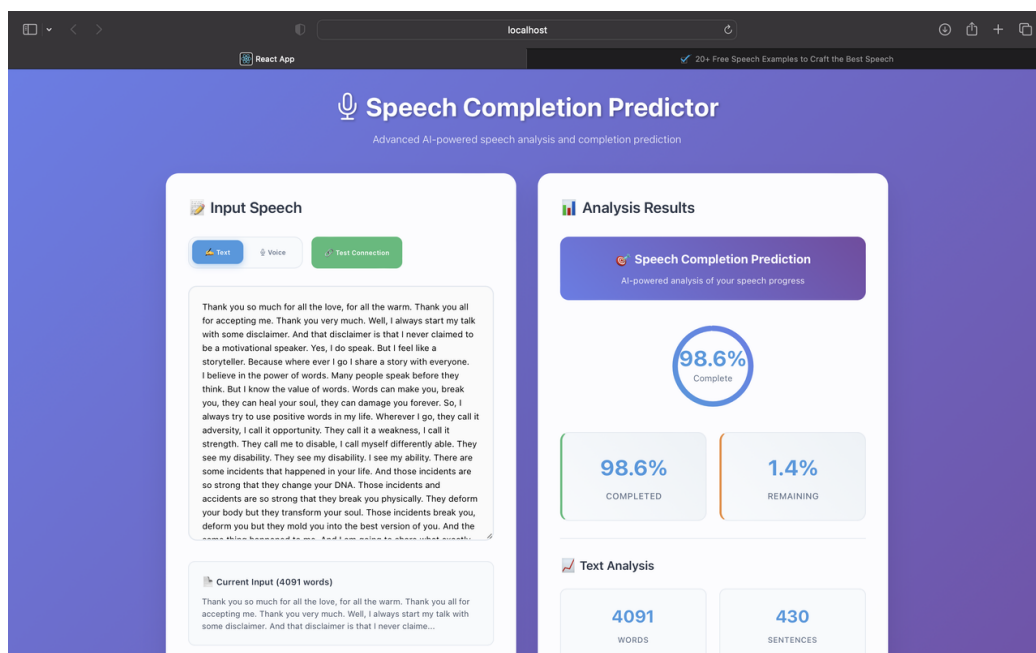 localhost
React App
20+ Free Speech Examples to Craft the Best Speech
Speech Completion Predictor
Advanced AI-powered speech analysis and completion prediction
Input Speech
Text
Voice
Test Connection
Thank you so much for all the love, for all the warm. Thank you all
for accepting me. Thank you very much. Well, I always start my talk
with some disclaimer. And that disclaimer is that I never claimed to
be a motivational speaker. Yes, I do speak. But I feel like a
storyteller. Because where ever I go I share a story with everyone.
I believe in the power of words. Many people speak before they
think. But I know the value of words. Words can make you, break
you, they can heal your soul, they can damage you forever. So, I
always try to use positive words in my life. Wherever I go, they call it
adversity, I call it opportunity. They call it a weakness, I call it
strength. They call me to disable, I call myself differently able. They
see my disability. They see my disability. I see my ability. There are
some incidents that happened in your life. And those incidents are
so strong that they change your DNA. Those incidents and
accidents are so strong that they break you physically. They deform
your body but they transform your soul. Those incidents break you,
deform you but they mold you into the best version of you. And the
same thing happened to me. And I am going to share what exactly
Current Input (4091 words)
Thank you so much for all the love, for all the warm. Thank you all for
accepting me. Thank you very much. Well, I always start my talk with
some disclaimer. And that disclaimer is that I never claime...
Analysis Results
Speech Completion Prediction
AI-powered analysis of your speech progress
98.6%
Complete
98.6%
COMPLETED
1.4%
REMAINING
Text Analysis
4091
WORDS
430
SENTENCES